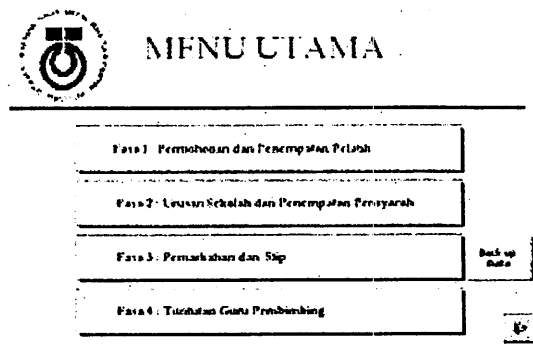 MENU UTAMA
Fasa 1 : Permohonan dan Penempatan Pelatih
Fasa 2 : Urusan Sekolah dan Penempatan Pensyarah
Fasa 3 : Pemarkahan dan Slip
Back up
Data
Fasa 4 : Tuntutan Guru Pembimbing